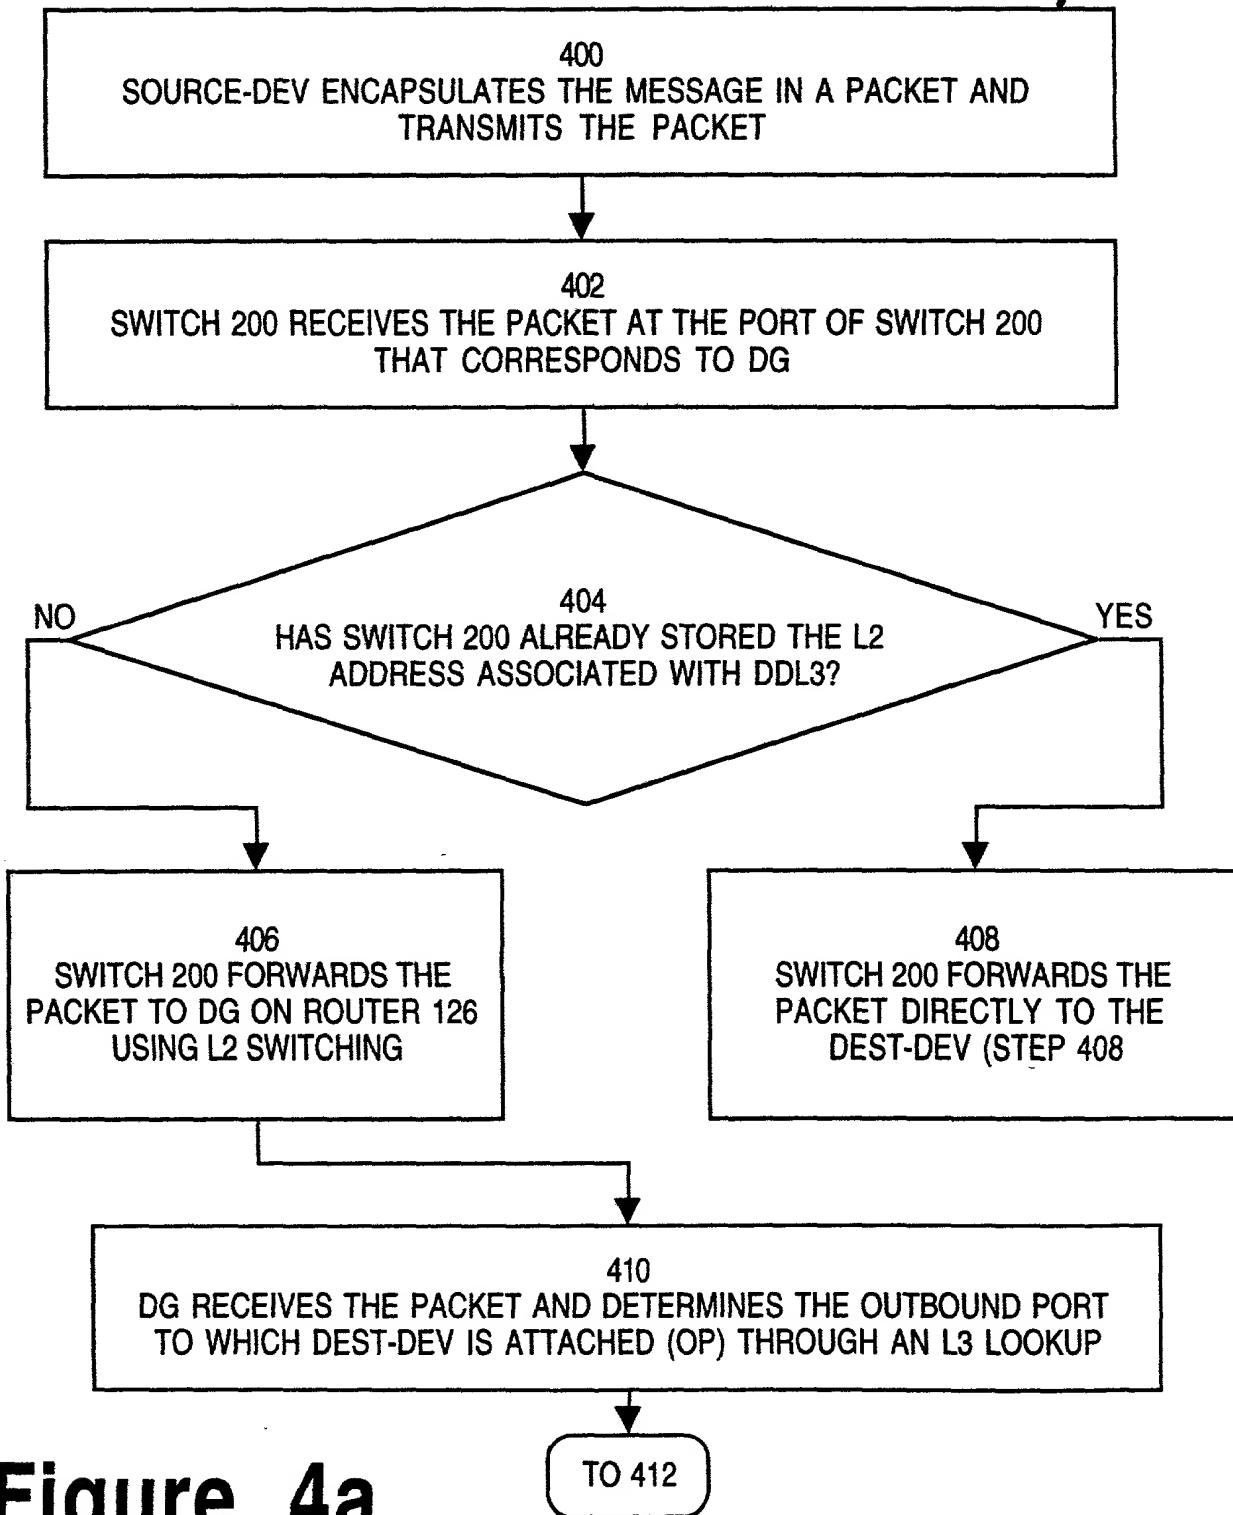 400
SOURCE-DEV ENCAPSULATES THE MESSAGE IN A PACKET AND
TRANSMITS THE PACKET
402
SWITCH 200 RECEIVES THE PACKET AT THE PORT OF SWITCH 200
THAT CORRESPONDS TO DG
NO
YES
404
HAS SWITCH 200 ALREADY STORED THE L2
ADDRESS ASSOCIATED WITH DDL3?
406
SWITCH 200 FORWARDS THE
PACKET TO DG ON ROUTER 126
USING L2 SWITCHING
408
SWITCH 200 FORWARDS THE
PACKET DIRECTLY TO THE
DEST-DEV (STEP 408
410
DG RECEIVES THE PACKET AND DETERMINES THE OUTBOUND PORT
TO WHICH DEST-DEV IS ATTACHED (OP) THROUGH AN L3 LOOKUP
TO 412
Figure 4a